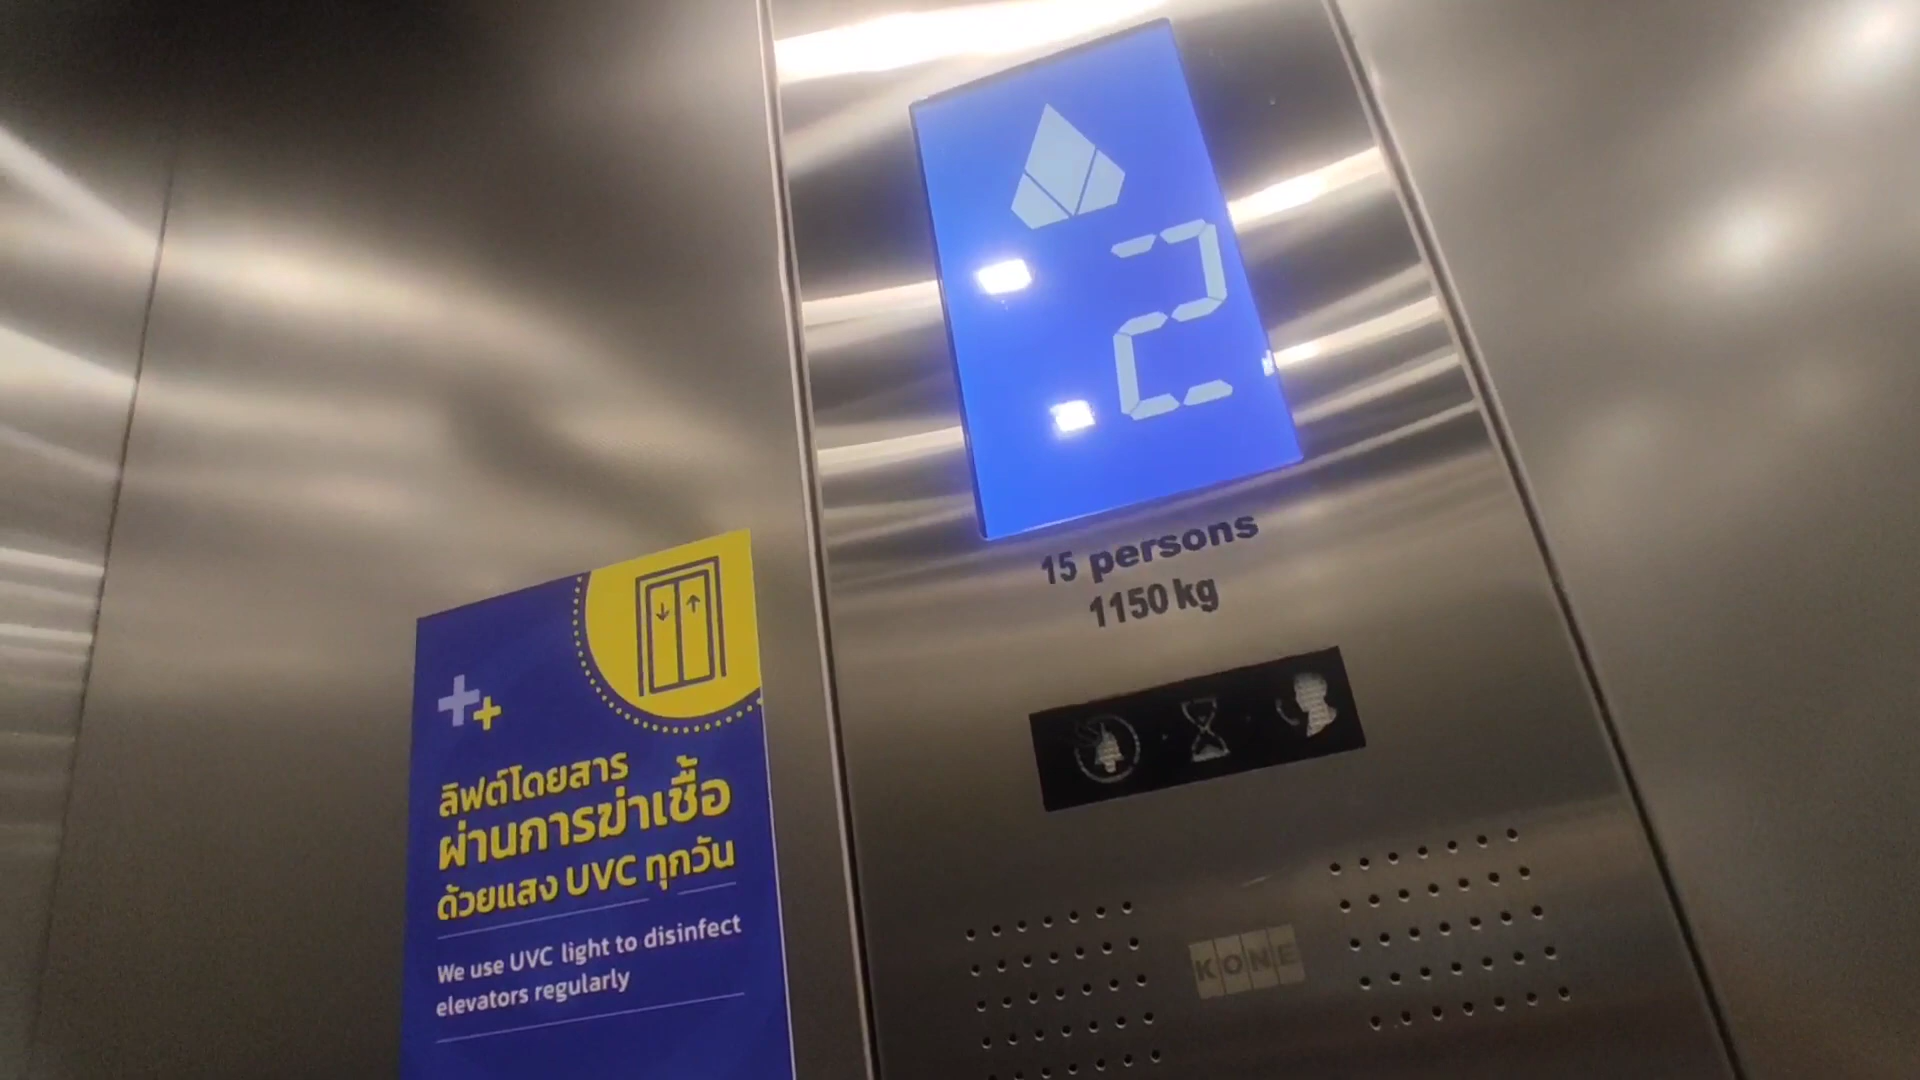 2
15 persons
1150 kg
ลิฟต์โดยสาร
ผ่านการฆ่าเชื้อ
ด้วยแสง UVC ทุกวัน
We use UVC light to disinfect
elevators regularly
KONE